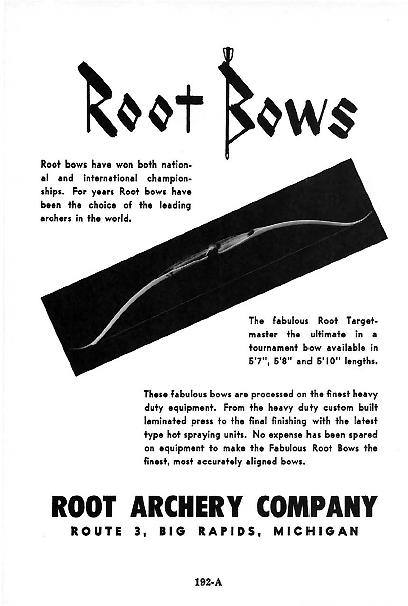 Root Bows
Root bows have won both nation-
al and international champion-
ships. For years Root bows have
been the choice of the leading
archers in the world.
The fabulous Root Target-
master the ultimate in a
tournament bow available in
5'7", 5'8" and 5'10" lengths.
These fabulous bows are processed on the finest heavy
duty equipment. From the heavy duty custom built
laminated press to the final finishing with the latest
type hot spraying units. No expense has been spared
on equipment to make the Fabulous Root Bows the
finest, most accurately aligned bows.
ROOT ARCHERY COMPANY
ROUTE 3, BIG RAPIDS, MICHIGAN
192-A